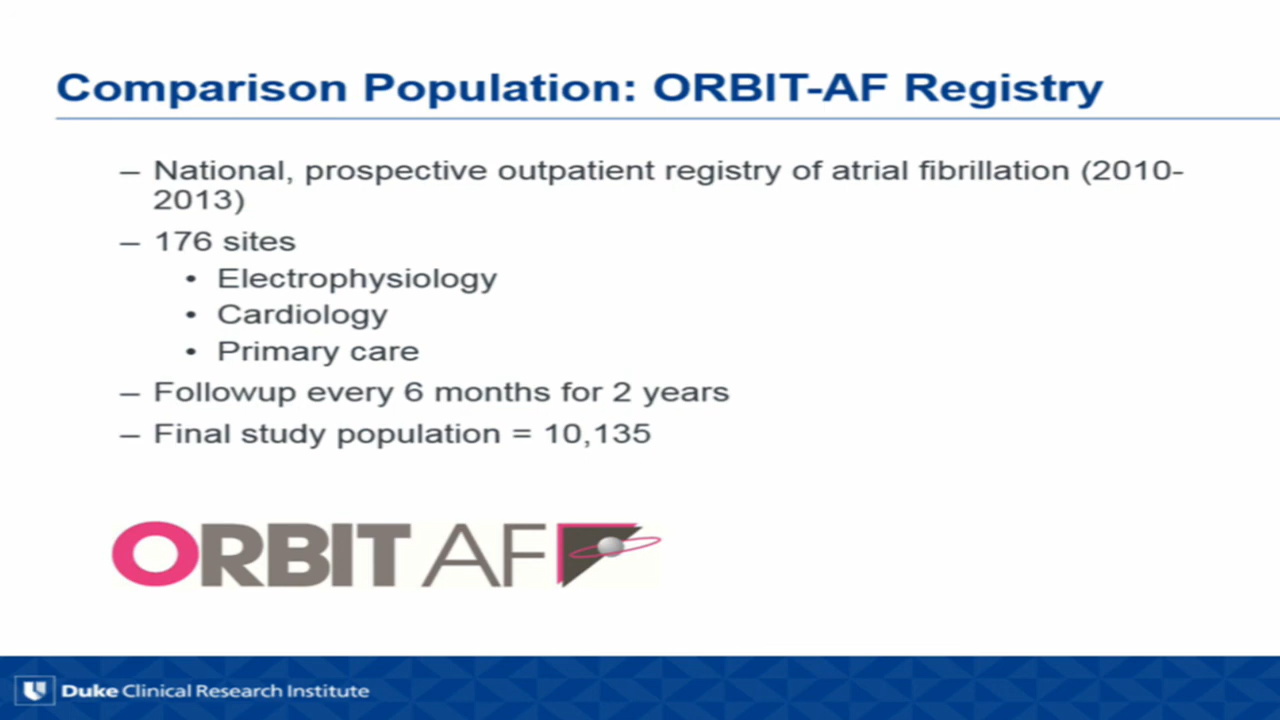 Comparison Population: ORBIT-AF Registry
– National, prospective outpatient registry of atrial fibrillation (2010-
2013)
– 176 sites
• Electrophysiology
• Cardiology
• Primary care
– Followup every 6 months for 2 years
– Final study population = 10,135
ORBIT AF
Duke Clinical Research Institute